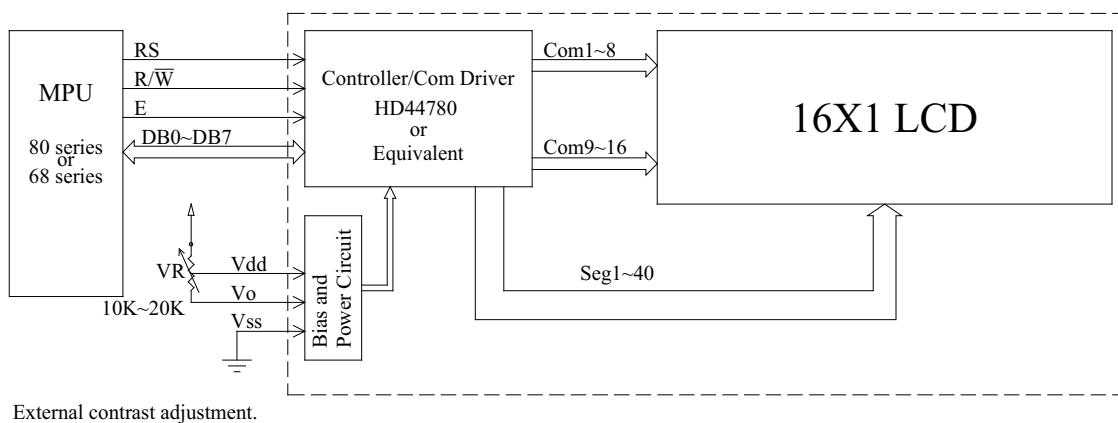 MPU
80 series
or
68 series
RS
R/W̅
E
DB0~DB7
Controller/Com Driver
HD44780
or
Equivalent
Com1~8
Com9~16
16X1 LCD
VR
10K~20K
Vdd
Vo
Vss
Bias and
Power Circuit
Seg1~40
External contrast adjustment.